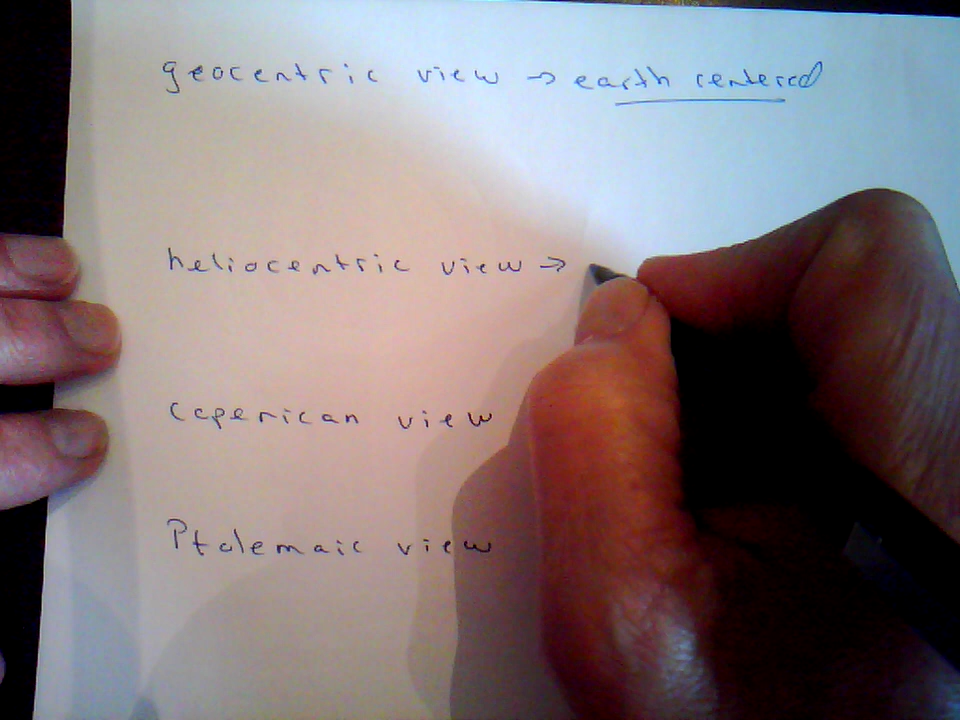 geocentric view → earth centered
heliocentric view →
Coperican view
Ptolemaic view